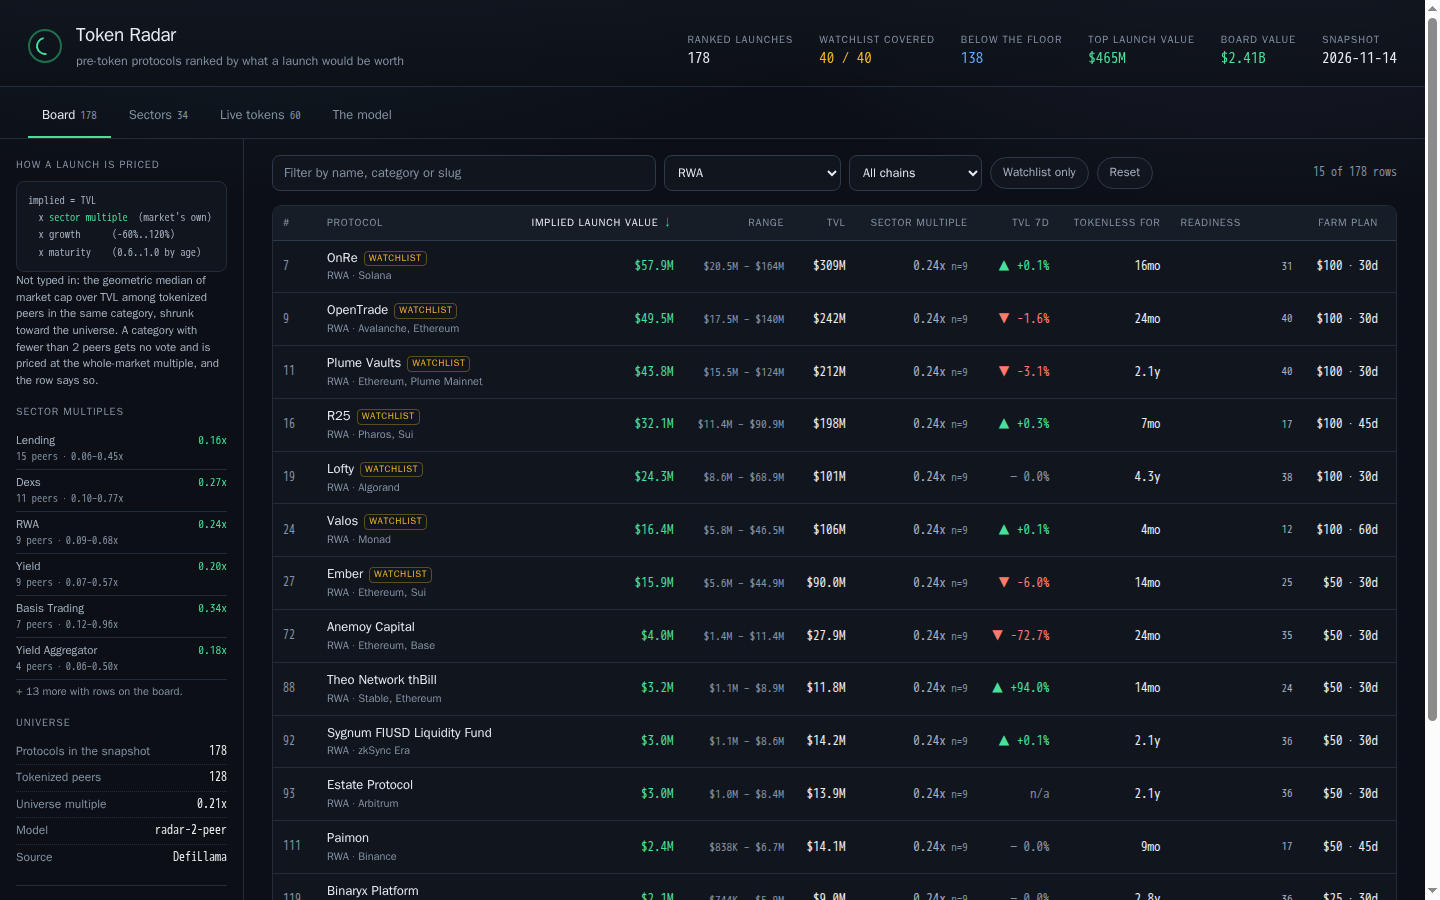 Token Radar
pre-token protocols ranked by what a launch would be worth
RANKED LAUNCHES
178
WATCHLIST COVERED
40 / 40
BELOW THE FLOOR
138
TOP LAUNCH VALUE
$465M
BOARD VALUE
$2.41B
SNAPSHOT
2026-11-14
Board 178
Sectors 34
Live tokens 60
The model
HOW A LAUNCH IS PRICED
implied = TVL
x sector multiple (market's own)
x growth (-60%..120%)
x maturity (0.6..1.0 by age)
Not typed in: the geometric median of
market cap over TVL among tokenized
peers in the same category, shrunk
toward the universe. A category with
fewer than 2 peers gets no vote and is
priced at the whole-market multiple, and
the row says so.
SECTOR MULTIPLES
Lending 0.16x
15 peers · 0.06–0.45x
Dexs 0.27x
11 peers · 0.10–0.77x
RWA 0.24x
9 peers · 0.09–0.68x
Yield 0.20x
9 peers · 0.07–0.57x
Basis Trading 0.34x
7 peers · 0.12–0.96x
Yield Aggregator 0.18x
4 peers · 0.06–0.50x
+ 13 more with rows on the board.
UNIVERSE
Protocols in the snapshot 178
Tokenized peers 128
Universe multiple 0.21x
Model radar-2-peer
Source DefiLlama
Filter by name, category or slug
RWA
All chains
Watchlist only
Reset
15 of 178 rows
# PROTOCOL IMPLIED LAUNCH VALUE ↓ RANGE TVL SECTOR MULTIPLE TVL 7D TOKENLESS FOR READINESS FARM PLAN
7 OnRe WATCHLIST $57.9M $20.5M – $164M $309M 0.24x n=9 ▲ +0.1% 16mo 31 $100 · 30d
RWA · Solana
9 OpenTrade WATCHLIST $49.5M $17.5M – $140M $242M 0.24x n=9 ▼ -1.6% 24mo 40 $100 · 30d
RWA · Avalanche, Ethereum
11 Plume Vaults WATCHLIST $43.8M $15.5M – $124M $212M 0.24x n=9 ▼ -3.1% 2.1y 40 $100 · 30d
RWA · Ethereum, Plume Mainnet
16 R25 WATCHLIST $32.1M $11.4M – $90.9M $198M 0.24x n=9 ▲ +0.3% 7mo 17 $100 · 45d
RWA · Pharos, Sui
19 Lofty WATCHLIST $24.3M $8.6M – $68.9M $101M 0.24x n=9 – 0.0% 4.3y 38 $100 · 30d
RWA · Algorand
24 Valos WATCHLIST $16.4M $5.8M – $46.5M $106M 0.24x n=9 ▲ +0.1% 4mo 12 $100 · 60d
RWA · Monad
27 Ember WATCHLIST $15.9M $5.6M – $44.9M $90.0M 0.24x n=9 ▼ -6.0% 14mo 25 $50 · 30d
RWA · Ethereum, Sui
72 Anemoy Capital $4.0M $1.4M – $11.4M $27.9M 0.24x n=9 ▼ -72.7% 24mo 35 $50 · 30d
RWA · Ethereum, Base
88 Theo Network thBill $3.2M $1.1M – $8.9M $11.8M 0.24x n=9 ▲ +94.0% 14mo 24 $50 · 30d
RWA · Stable, Ethereum
92 Sygnum FIUSD Liquidity Fund $3.0M $1.1M – $8.6M $14.2M 0.24x n=9 ▲ +0.1% 2.1y 36 $50 · 30d
RWA · zkSync Era
93 Estate Protocol $3.0M $1.0M – $8.4M $13.9M 0.24x n=9 n/a 2.1y 36 $50 · 30d
RWA · Arbitrum
111 Paimon $2.4M $838K – $6.7M $14.1M 0.24x n=9 – 0.0% 9mo 17 $50 · 45d
RWA · Binance
119 Binaryx Platform $2.1M $744K – $5.9M $9.0M 0.24x n=9 – 0.0% 2.8y 36 $25 · 30d